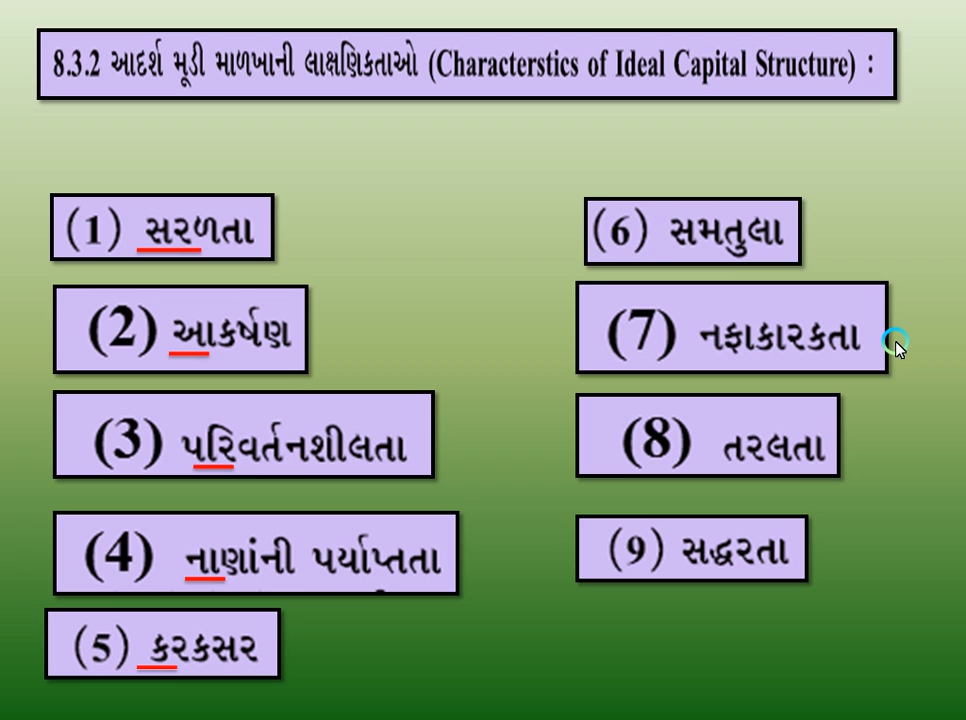 8.3.2 આદર્શ મૂડી માળખાની લાક્ષણિકતાઓ (Characterstics of Ideal Capital Structure) :
(1) સરળતા
(2) આકર્ષણ
(3) પરિવર્તનશીલતા
(4) નાણાંની પર્યાપ્તતા
(5) કરકસર
(6) સમતુલા
(7) નફાકારકતા
(8) તરલતા
(9) સદ્ધરતા